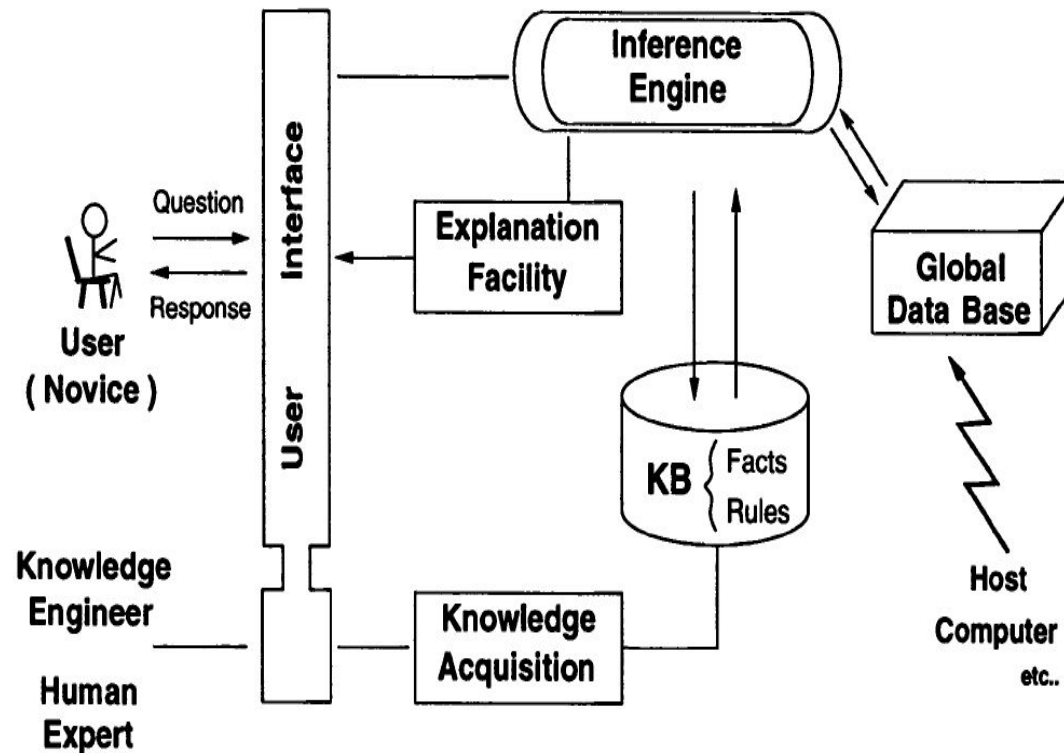 Inference
Engine
User Interface
Question
Response
User
( Novice )
Explanation
Facility
Global
Data Base
KB { Facts
Rules
Knowledge
Engineer
Human
Expert
Knowledge
Acquisition
Host
Computer
etc..